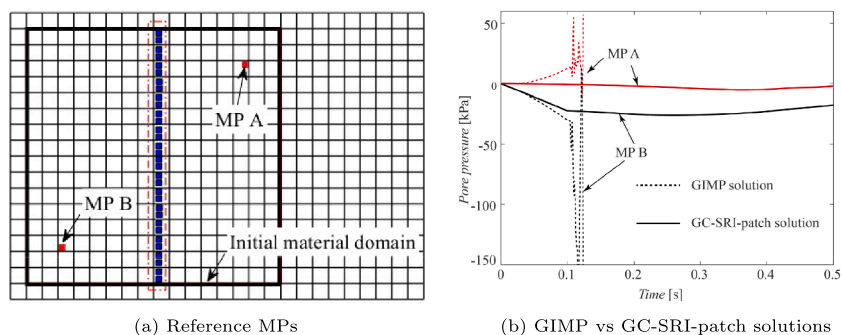 MP A
MP B
Initial material domain
(a) Reference MPs
50
0
-50
-100
-150
Pore pressure [kPa]
MP A
MP B
GIMP solution
GC-SRI-patch solution
0
0.1
0.2
0.3
0.4
0.5
Time [s]
(b) GIMP vs GC-SRI-patch solutions